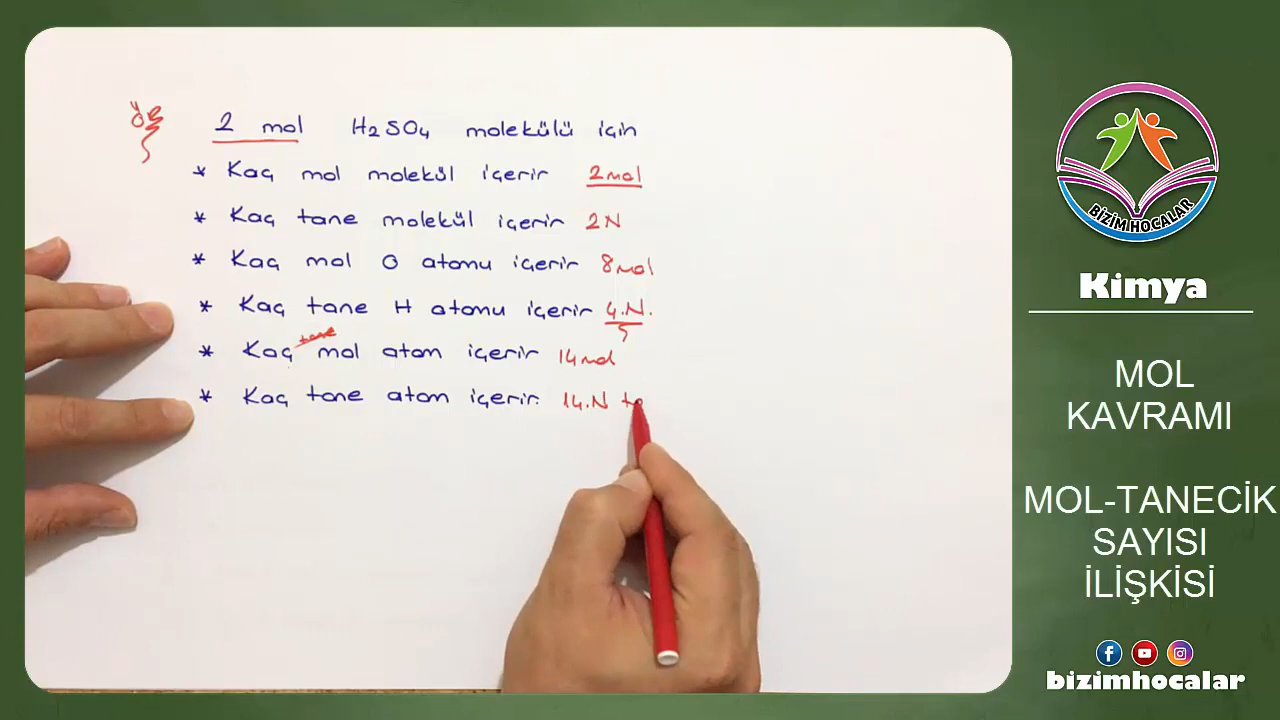 ÖR
2 mol H2SO4 molekülü için
* Kaç mol molekül içerir 2mol
* Kaç tane molekül içerir 2N
* Kaç mol O atomu içerir 8mol
* Kaç tane H atomu içerir 4.N.
tane
* Kaç mol atom içerir 14mol
* Kaç tane atom içerir. 14.N t
BİZİM HOCALAR
Kimya
MOL
KAVRAMI
MOL-TANECİK
SAYISI
İLİŞKİSİ
bizimhocalar